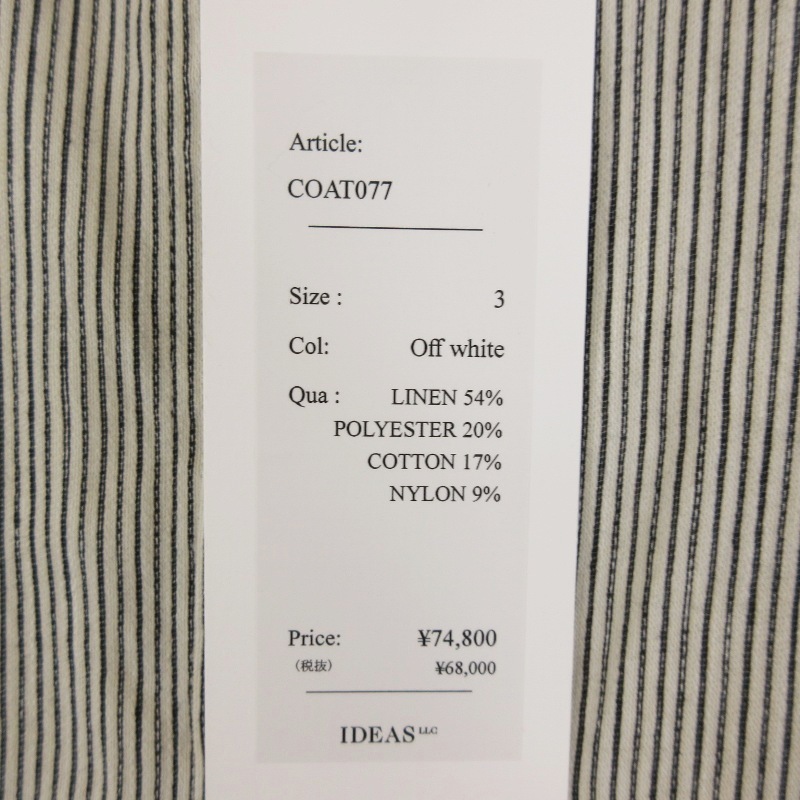 Article:
COAT077
Size : 3
Col: Off white
Qua : LINEN 54%
POLYESTER 20%
COTTON 17%
NYLON 9%
Price: ¥74,800
（税抜） ¥68,000
IDEAS LLC